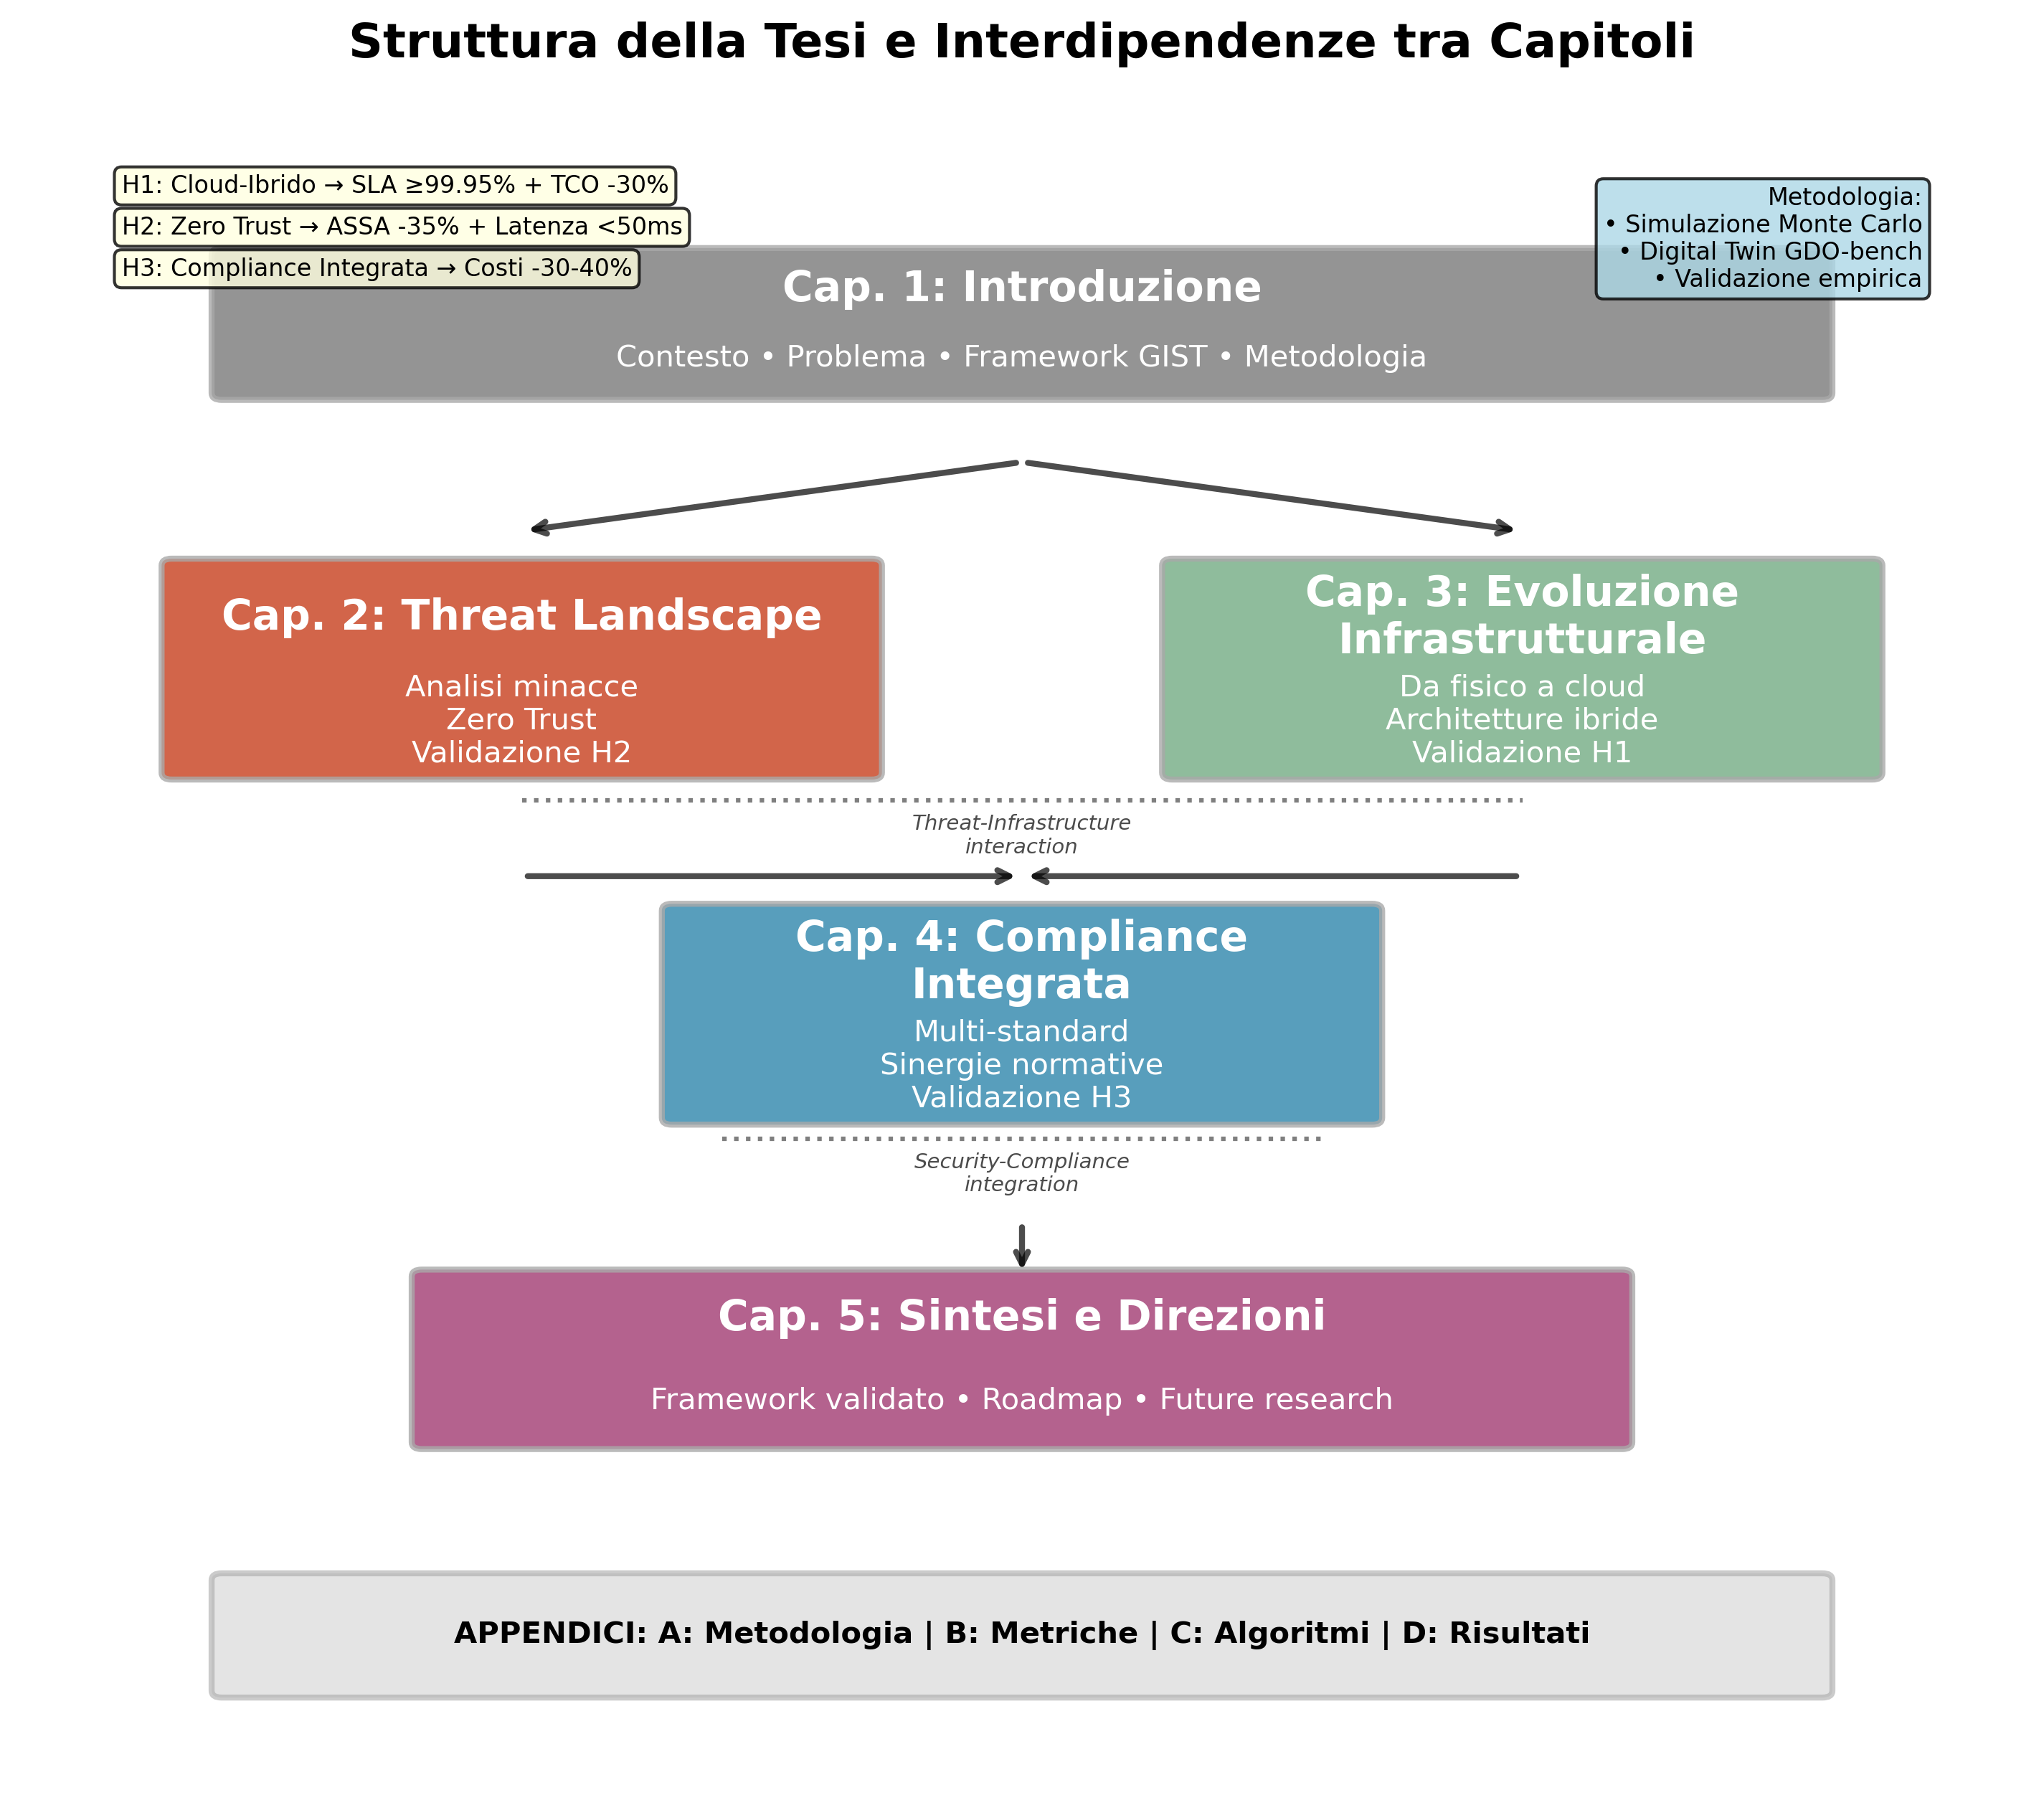 Struttura della Tesi e Interdipendenze tra Capitoli
H1: Cloud-Ibrido → SLA ≥99.95% + TCO -30%
H2: Zero Trust → ASSA -35% + Latenza <50ms
H3: Compliance Integrata → Costi -30-40%
Metodologia:
• Simulazione Monte Carlo
• Digital Twin GDO-bench
• Validazione empirica
Cap. 1: Introduzione
Contesto • Problema • Framework GIST • Metodologia
Cap. 2: Threat Landscape
Analisi minacce
Zero Trust
Validazione H2
Cap. 3: Evoluzione
Infrastrutturale
Da fisico a cloud
Architetture ibride
Validazione H1
Threat-Infrastructure
interaction
Cap. 4: Compliance
Integrata
Multi-standard
Sinergie normative
Validazione H3
Security-Compliance
integration
Cap. 5: Sintesi e Direzioni
Framework validato • Roadmap • Future research
APPENDICI: A: Metodologia | B: Metriche | C: Algoritmi | D: Risultati